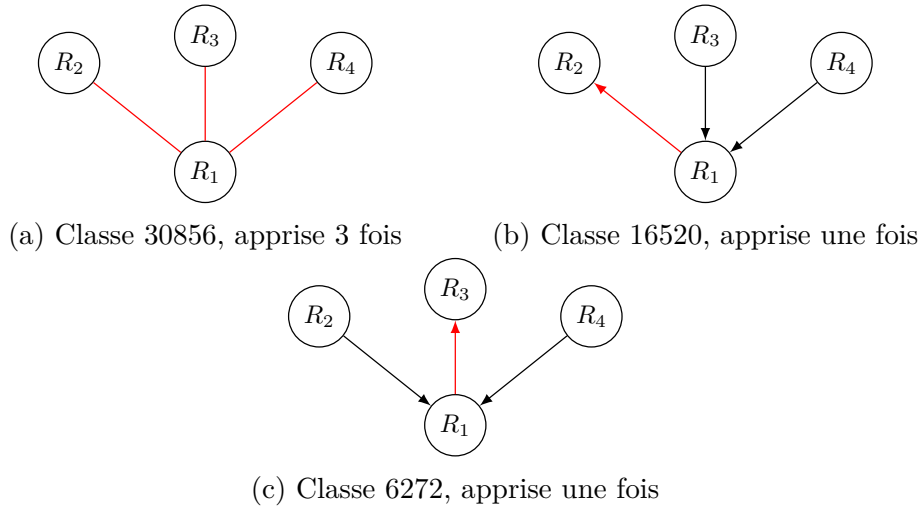 R3 R3
R2 R4 R2 R4
R1 R1
(a) Classe 30856, apprise 3 fois (b) Classe 16520, apprise une fois
R3
R2 R4
R1
(c) Classe 6272, apprise une fois